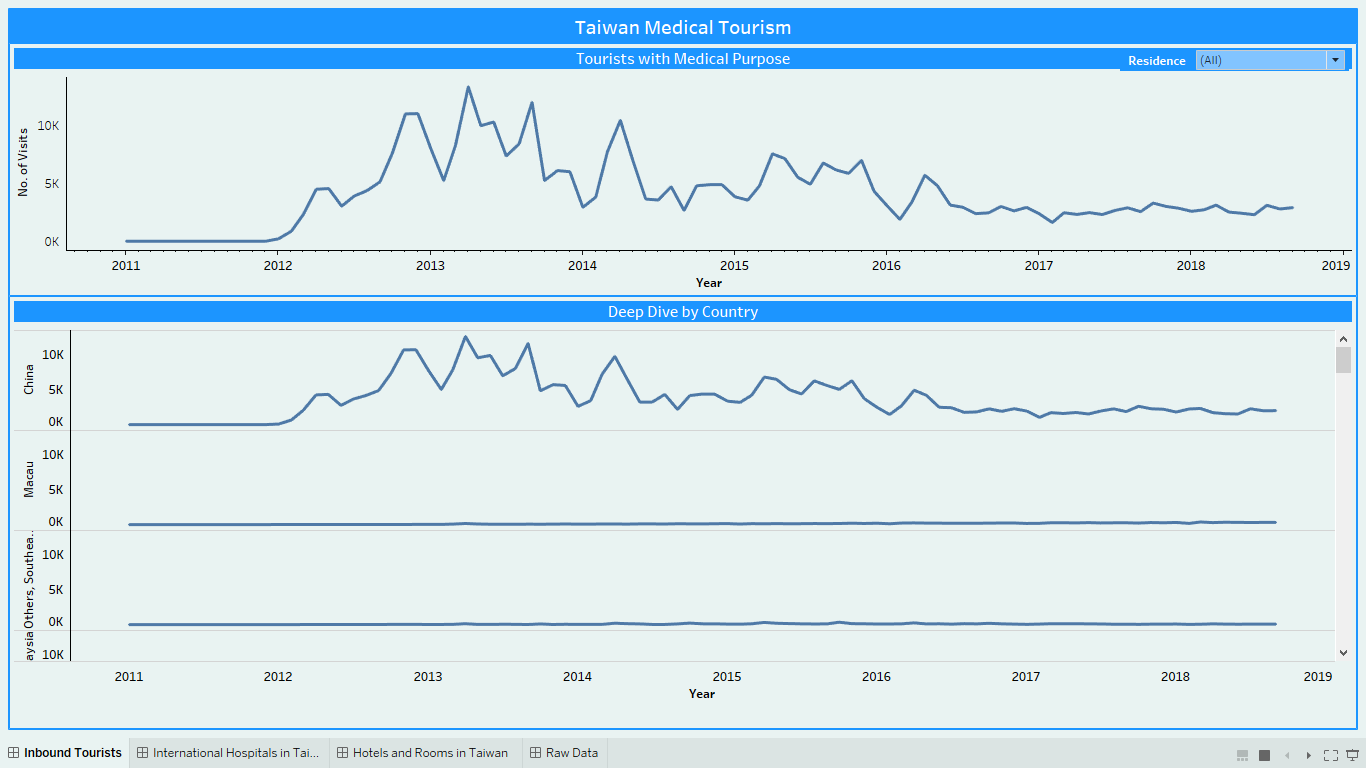 Taiwan Medical Tourism
Tourists with Medical Purpose
Residence (All)
No. of Visits
10K
5K
0K
2011 2012 2013 2014 2015 2016 2017 2018 2019
Year
Deep Dive by Country
China
10K
5K
0K
Macau
10K
5K
0K
Others, Southea..
10K
5K
0K
aysia
10K
2011 2012 2013 2014 2015 2016 2017 2018 2019
Year
Inbound Tourists International Hospitals in Tai... Hotels and Rooms in Taiwan Raw Data